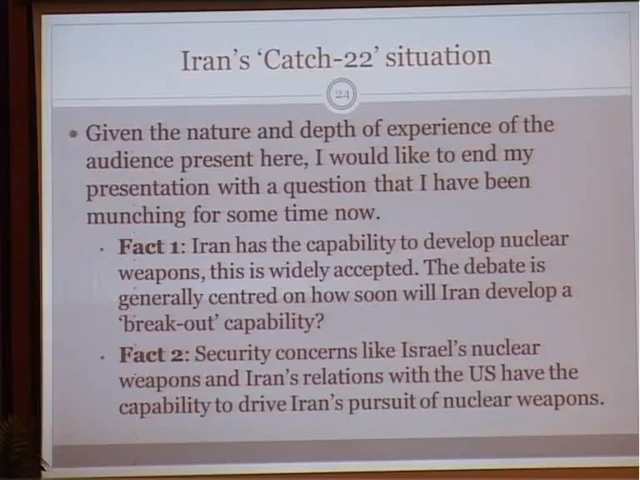 Iran's 'Catch-22' situation
24
• Given the nature and depth of experience of the
audience present here, I would like to end my
presentation with a question that I have been
munching for some time now.
• Fact 1: Iran has the capability to develop nuclear
weapons, this is widely accepted. The debate is
generally centred on how soon will Iran develop a
'break-out' capability?
• Fact 2: Security concerns like Israel's nuclear
weapons and Iran's relations with the US have the
capability to drive Iran's pursuit of nuclear weapons.